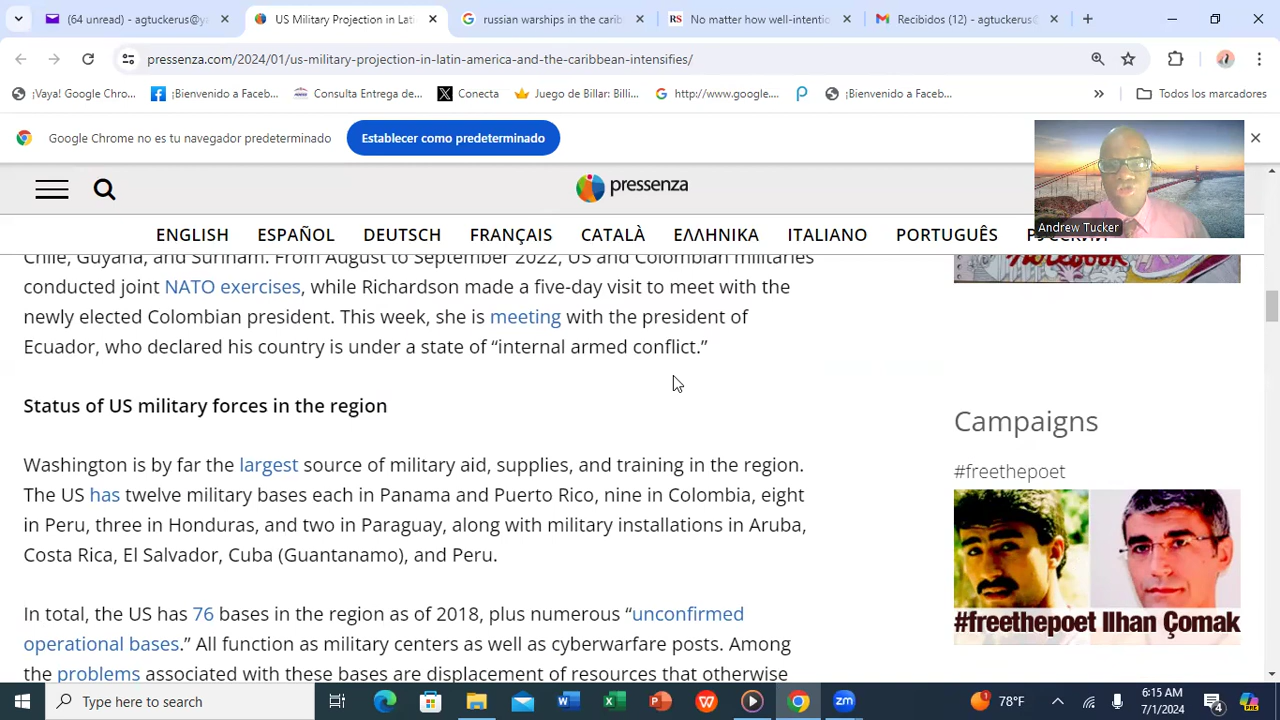 (64 unread) - agtuckerus@y
US Military Projection in Lati
russian warships in the carib
RS No matter how well-intentio
Recibidos (12) - agtuckerus@
pressenza.com/2024/01/us-military-projection-in-latin-america-and-the-caribbean-intensifies/
¡Vaya! Google Chro...
¡Bienvenido a Faceb...
Consulta Entrega de...
Conecta
Juego de Billar: Billi...
http://www.google....
¡Bienvenido a Faceb...
»
Todos los marcadores
Google Chrome no es tu navegador predeterminado
Establecer como predeterminado
pressenza
Andrew Tucker
ENGLISH ESPAÑOL DEUTSCH FRANÇAIS CATALÀ ΕΛΛΗΝΙΚΑ ITALIANO PORTUGUÊS РУССКИЙ
Chile, Guyana, and Surinam. From August to September 2022, US and Colombian militaries
conducted joint NATO exercises, while Richardson made a five-day visit to meet with the
newly elected Colombian president. This week, she is meeting with the president of
Ecuador, who declared his country is under a state of “internal armed conflict.”
Status of US military forces in the region
Washington is by far the largest source of military aid, supplies, and training in the region.
The US has twelve military bases each in Panama and Puerto Rico, nine in Colombia, eight
in Peru, three in Honduras, and two in Paraguay, along with military installations in Aruba,
Costa Rica, El Salvador, Cuba (Guantanamo), and Peru.
In total, the US has 76 bases in the region as of 2018, plus numerous “unconfirmed
operational bases.” All function as military centers as well as cyberwarfare posts. Among
the problems associated with these bases are displacement of resources that otherwise
NOTEBOOK
Campaigns
#freethepoet
#freethepoet Ilhan Çomak
Type here to search
W
X
P
W
zm
1
78°F
6:15 AM
7/1/2024
4
PRE